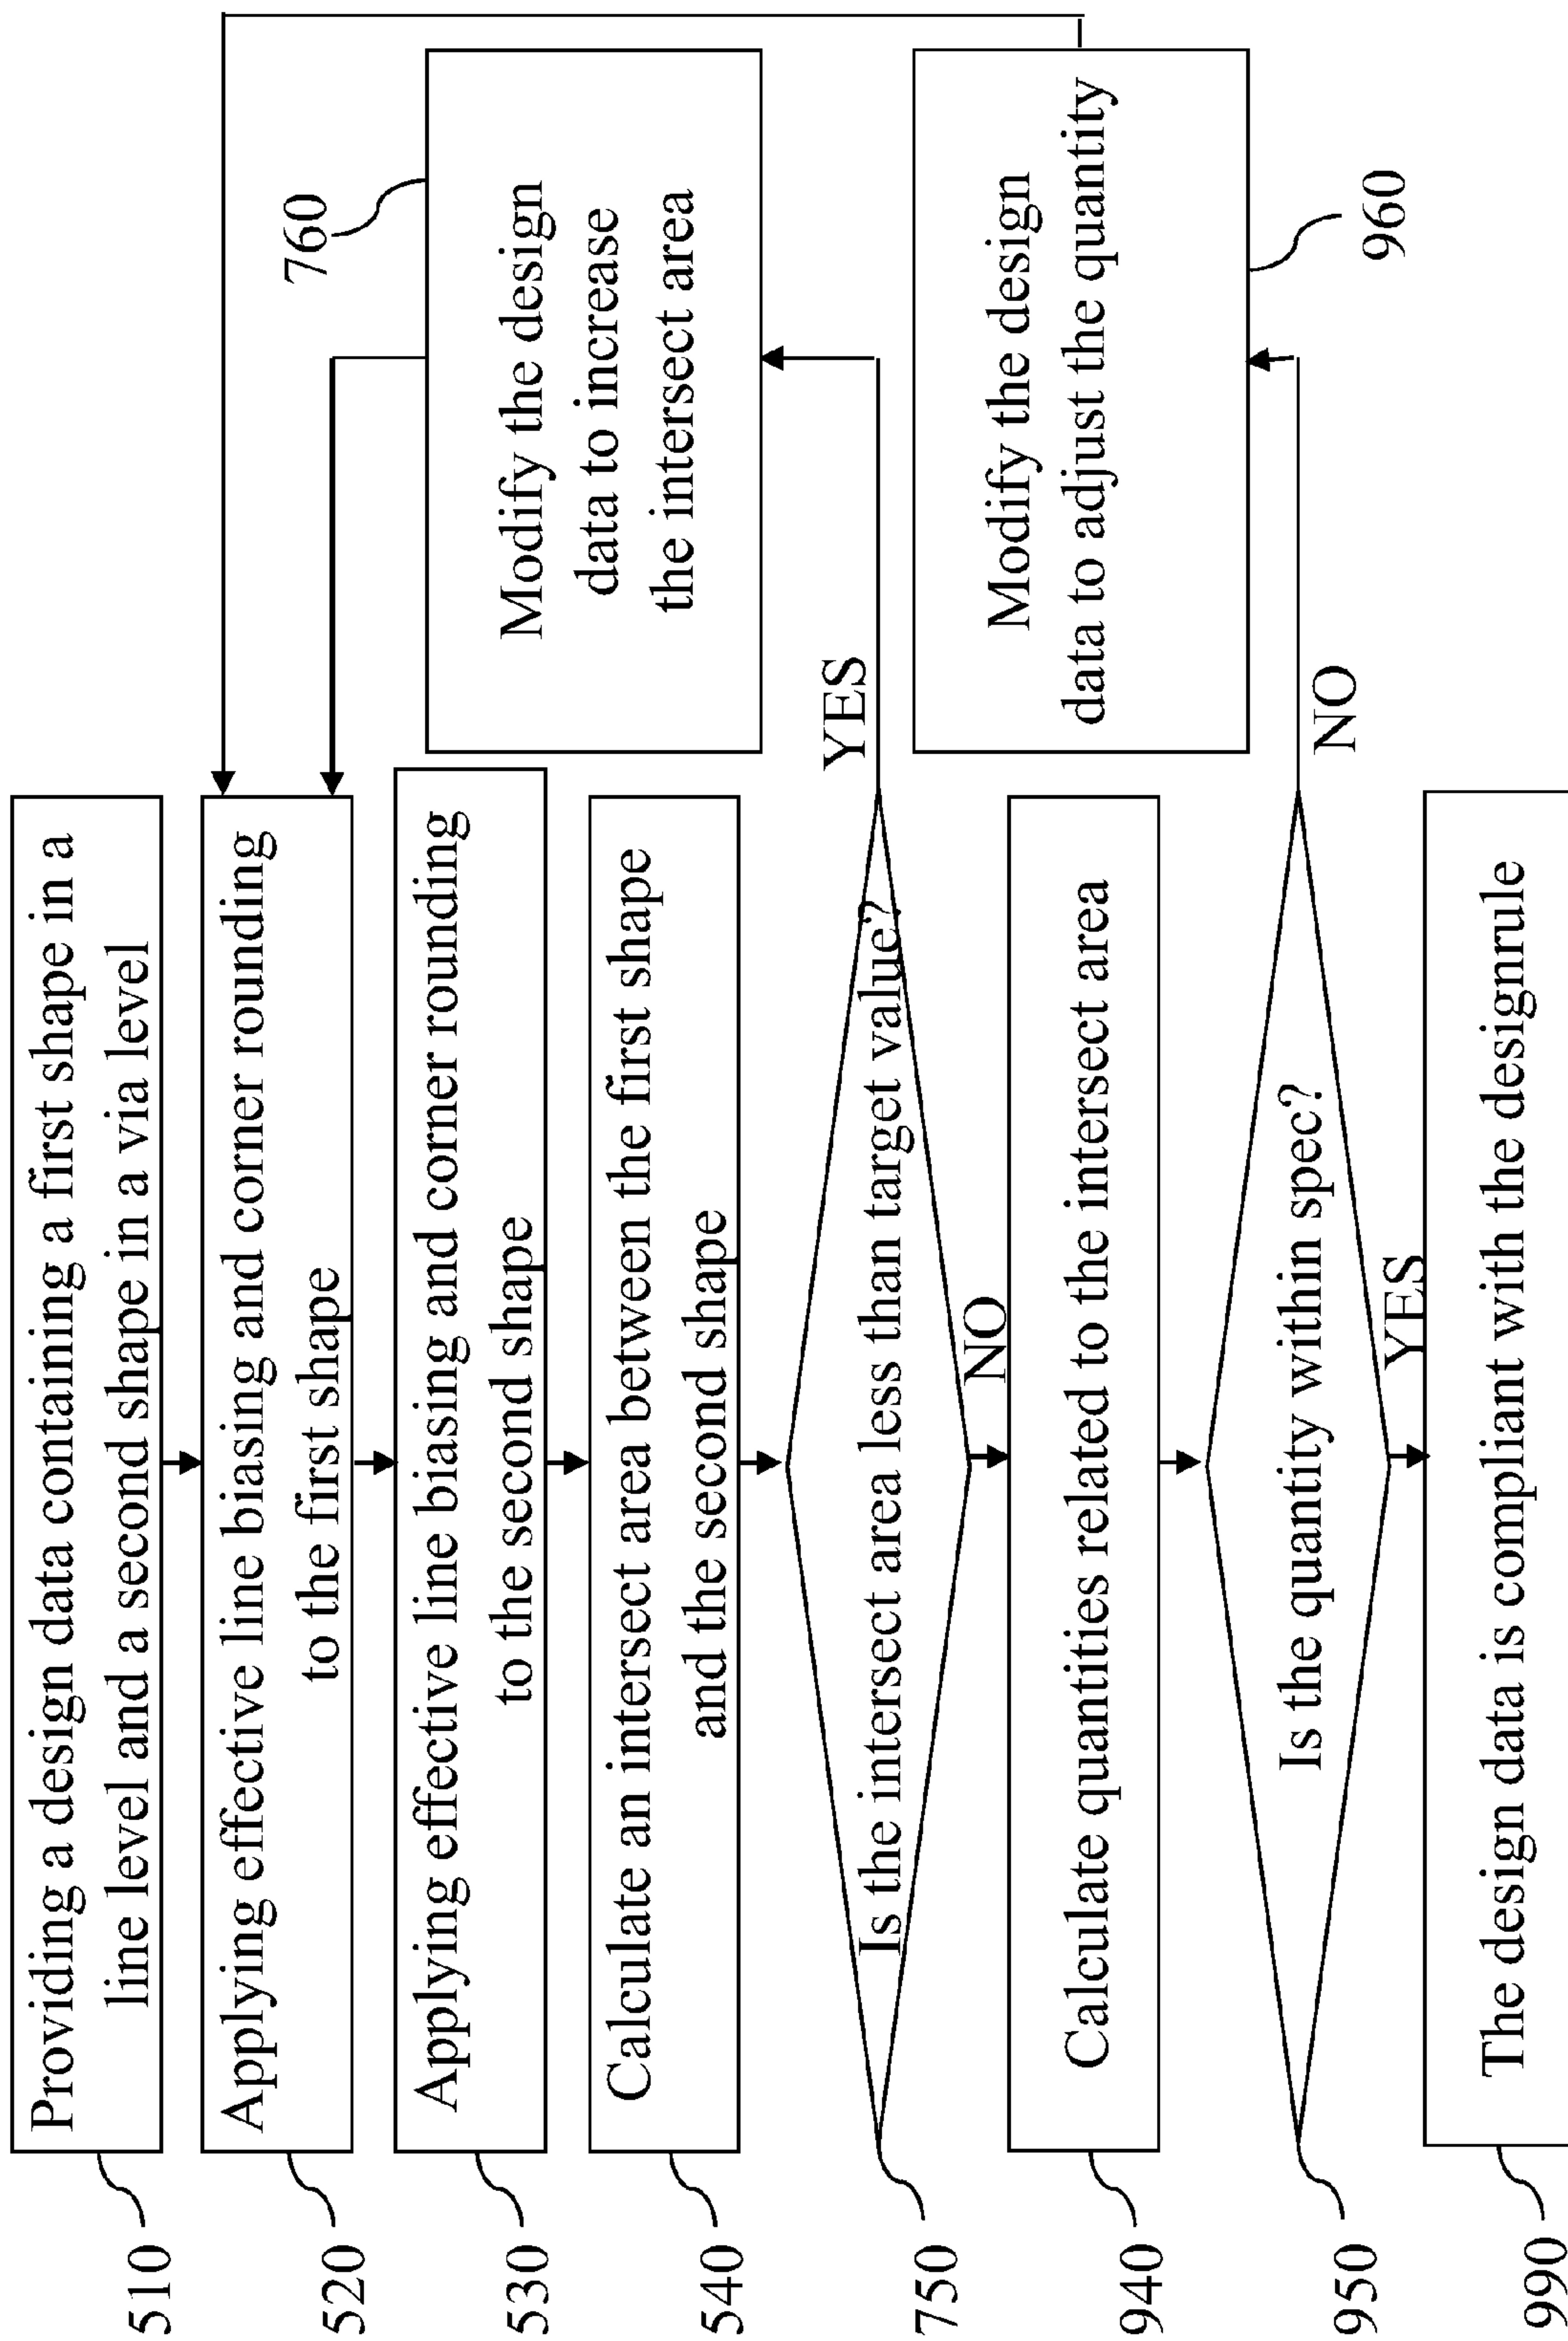 510
Providing a design data containing a first shape in a
line level and a second shape in a via level
520
Applying effective line biasing and corner rounding
to the first shape
530
Applying effective line biasing and corner rounding
to the second shape
540
Calculate an intersect area between the first shape
and the second shape
750
Is the intersect area less than target value?
YES
NO
760
Modify the design
data to increase
the intersect area
940
Calculate quantities related to the intersect area
950
Is the quantity within spec?
NO
YES
Modify the design
data to adjust the quantity
960
990
The design data is compliant with the designrule